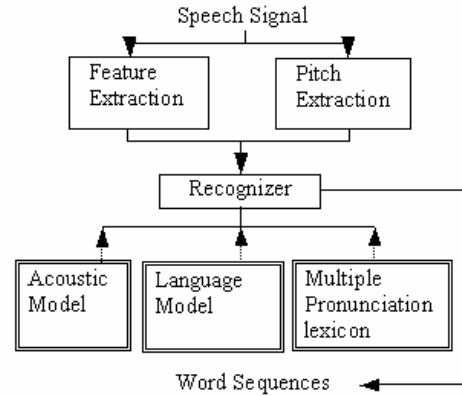 Speech Signal
Feature
Extraction
Pitch
Extraction
Recognizer
Acoustic
Model
Language
Model
Multiple
Pronunciation
lexicon
Word Sequences